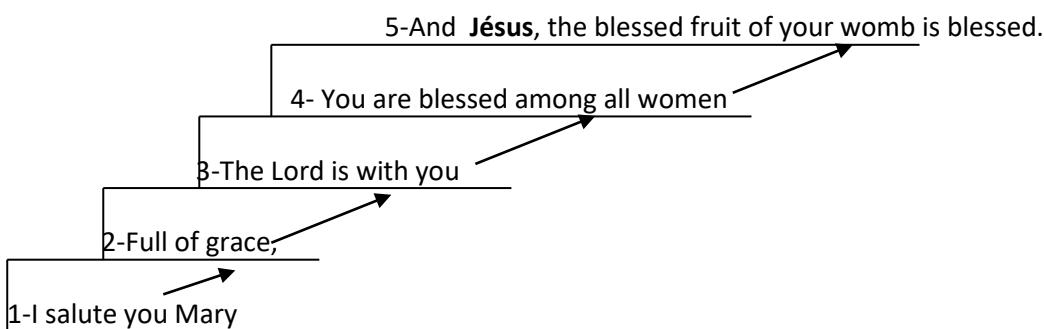 5-And Jésus, the blessed fruit of your womb is blessed.
4- You are blessed among all women
3-The Lord is with you
2-Full of grace,
1-I salute you Mary